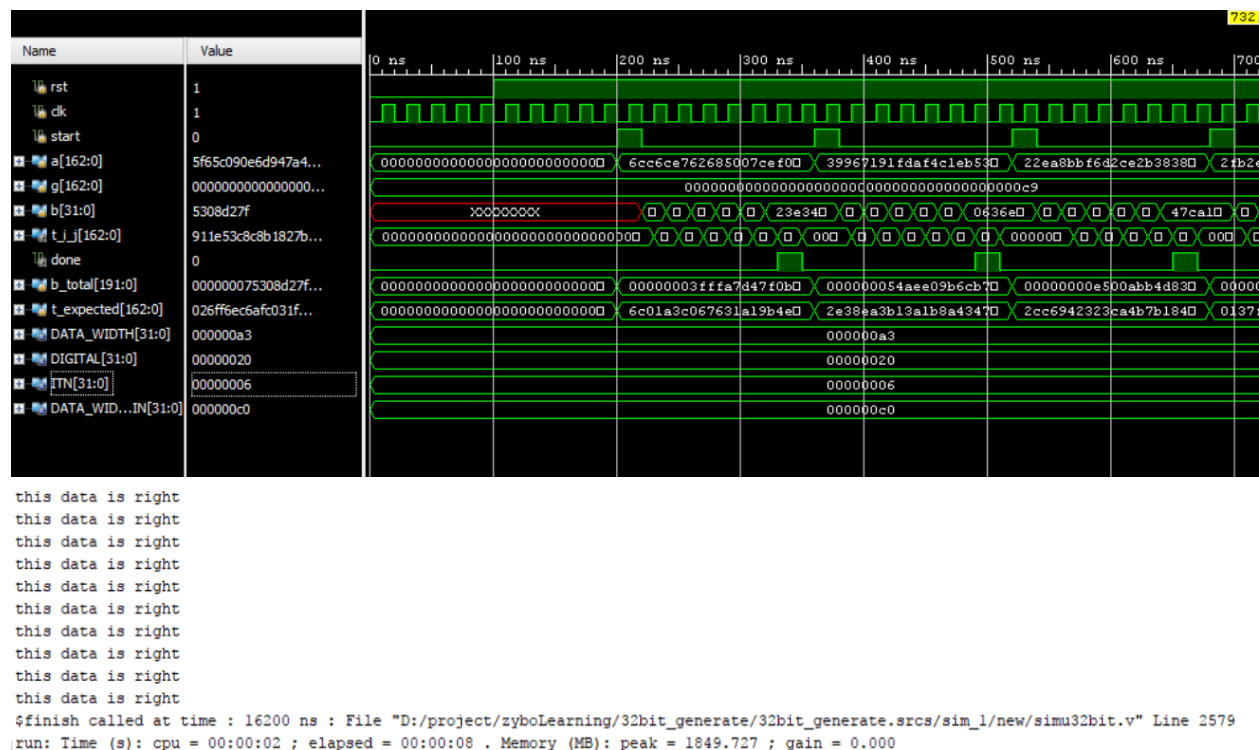 732
Name Value
0 ns 100 ns 200 ns 300 ns 400 ns 500 ns 600 ns 700
rst 1
clk 1
start 0
a[162:0] 5f65c090e6d947a4... 6cc6ce762685007cef0 39967191fdaf4c1eb53 22ea8bbf6d2ce2b3838 2fb2e
g[162:0] 0000000000000000...
b[31:0] 5308d27f XXXXXXXX 23e34 0636e 47ca1
t_i_j[162:0] 911e53c8c8b1827b... 000 00000 000
done 0
b_total[191:0] 000000075308d27f... 00000003fffa7d47f0b 000000054aee09b6cb7 00000000e500abb4d83 0000
t_expected[162:0] 026ff6ec6afc031f... 6c01a3c067631a19b4e 2e38ea3b13a1b8a4347 2cc6942323ca4b7b184 0137
DATA_WIDTH[31:0] 000000a3 000000a3
DIGITAL[31:0] 00000020 00000020
ITN[31:0] 00000006 00000006
DATA_WID...IN[31:0] 000000c0 000000c0
this data is right
this data is right
this data is right
this data is right
this data is right
this data is right
this data is right
this data is right
this data is right
this data is right
$finish called at time : 16200 ns : File "D:/project/zyboLearning/32bit_generate/32bit_generate.srcs/sim_1/new/simu32bit.v" Line 2579
run: Time (s): cpu = 00:00:02 ; elapsed = 00:00:08 . Memory (MB): peak = 1849.727 ; gain = 0.000